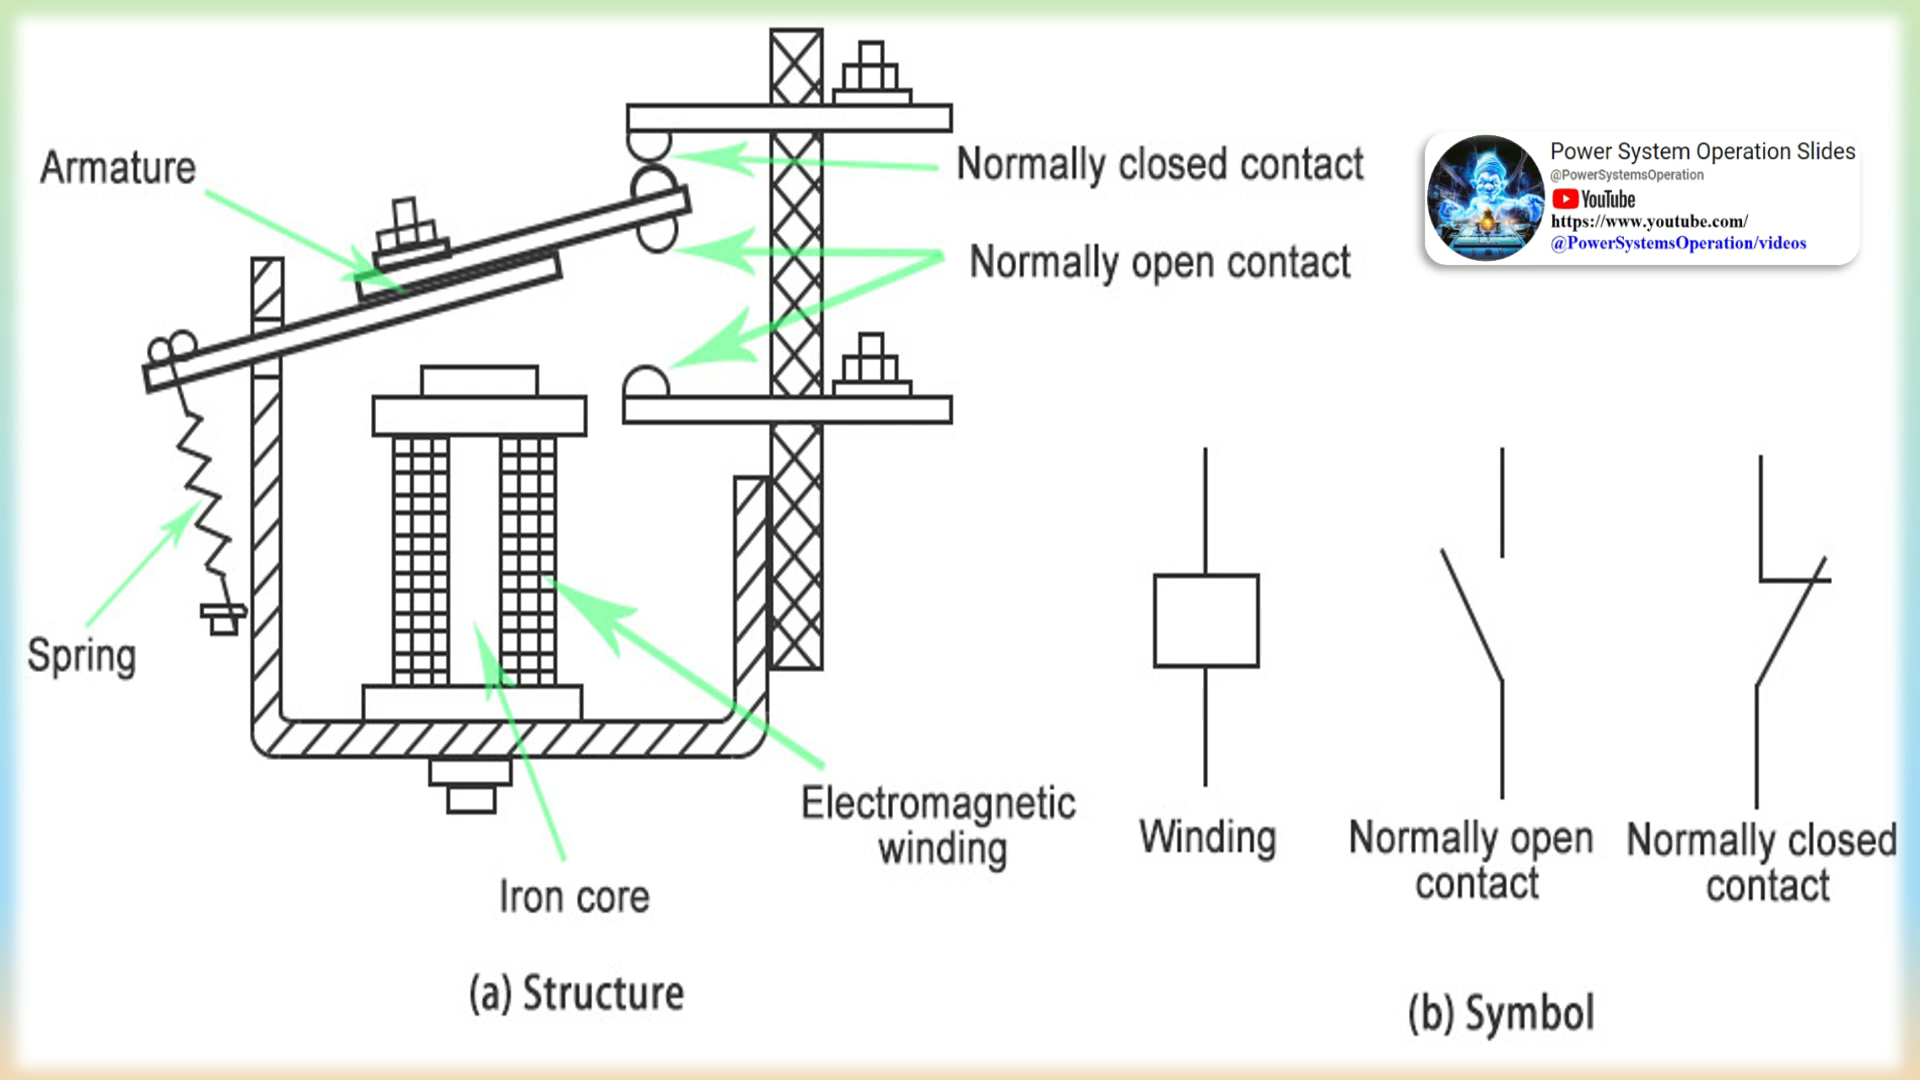 Armature
Normally closed contact
Normally open contact
Power System Operation Slides
@PowerSystemsOperation
YouTube
https://www.youtube.com/
@PowerSystemsOperation/videos
Spring
Electromagnetic
winding
Iron core
Winding
Normally open
contact
Normally closed
contact
(a) Structure
(b) Symbol